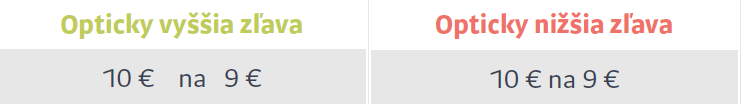 Opticky vyššia zľava
10 € na 9 €
Opticky nižšia zľava
10 € na 9 €